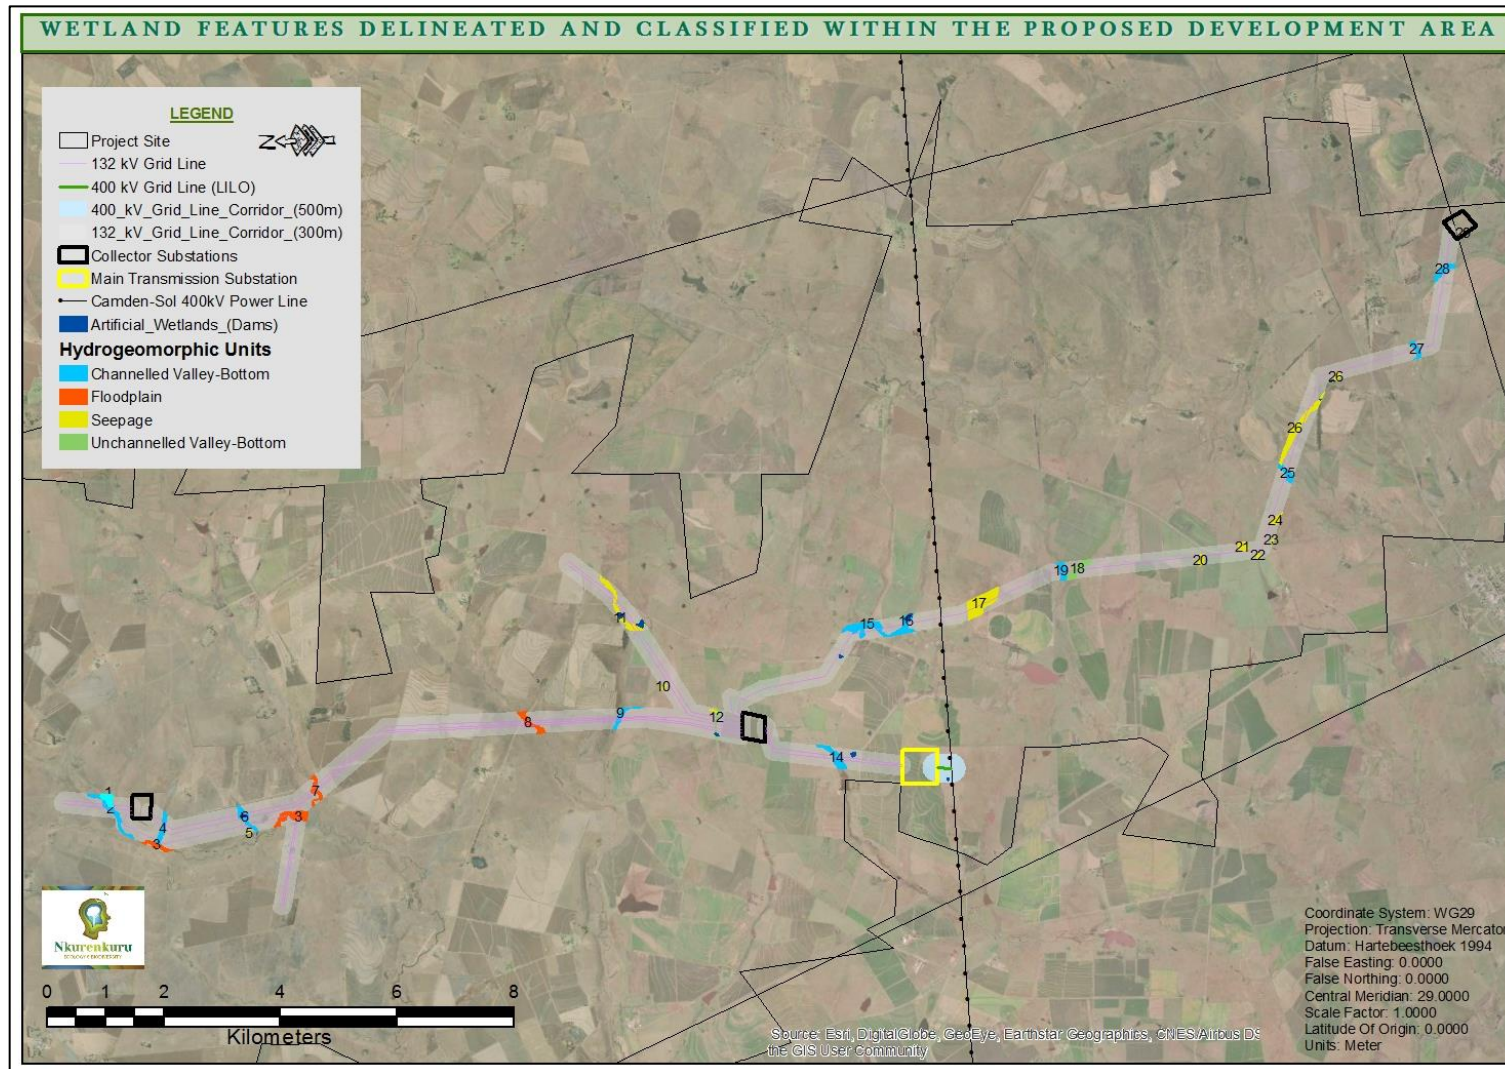 WETLAND FEATURES DELINEATED AND CLASSIFIED WITHIN THE PROPOSED DEVELOPMENT AREA
LEGEND
N
Project Site
132 kV Grid Line
400 kV Grid Line (LILO)
400_kV_Grid_Line_Corridor_(500m)
132_kV_Grid_Line_Corridor_(300m)
Collector Substations
Main Transmission Substation
Camden-Sol 400kV Power Line
Artificial_Wetlands_(Dams)
Hydrogeomorphic Units
Channelled Valley-Bottom
Floodplain
Seepage
Unchannelled Valley-Bottom
29
28
27
26
26
25
24
23
22
21
20
19
18
17
16
15
11
10
12
9
8
14
7
3
6
5
4
3
2
1
Nkurenkuru
ECOLOGY & BIODIVERSITY
0 1 2 4 6 8
Kilometers
Source: Esri, DigitalGlobe, GeoEye, Earthstar Geographics, CNES/Airbus DS
the GIS User Community
Coordinate System: WG29
Projection: Transverse Mercator
Datum: Hartebeesthoek 1994
False Easting: 0.0000
False Northing: 0.0000
Central Meridian: 29.0000
Scale Factor: 1.0000
Latitude Of Origin: 0.0000
Units: Meter